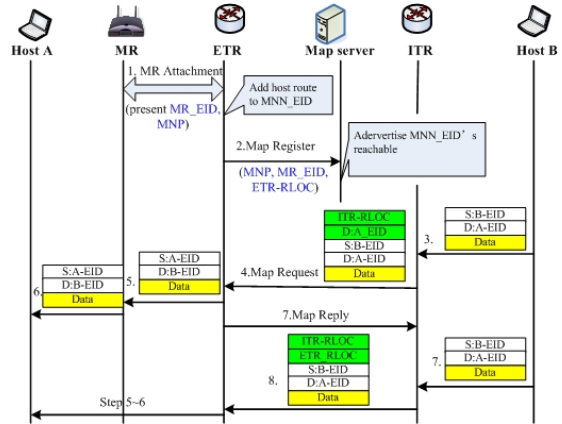 Host A
MR
ETR
Map server
ITR
Host B
1. MR Attachment
(present MR_EID,
MNP)
Add host route
to MNN_EID
2.Map Register
(MNP, MR_EID,
ETR-RLOC)
Adervertise MNN_EID's
reachable
ITR-RLOC
D:A_EID
S:B-EID
D:A-EID
Data
3.
S:B-EID
D:A-EID
Data
4.Map Request
5.
S:A-EID
D:B-EID
Data
6.
S:A-EID
D:B-EID
Data
7.Map Reply
ITR-RLOC
ETR_RLOC
S:B-EID
D:A-EID
Data
8.
7.
S:B-EID
D:A-EID
Data
Step 5~6